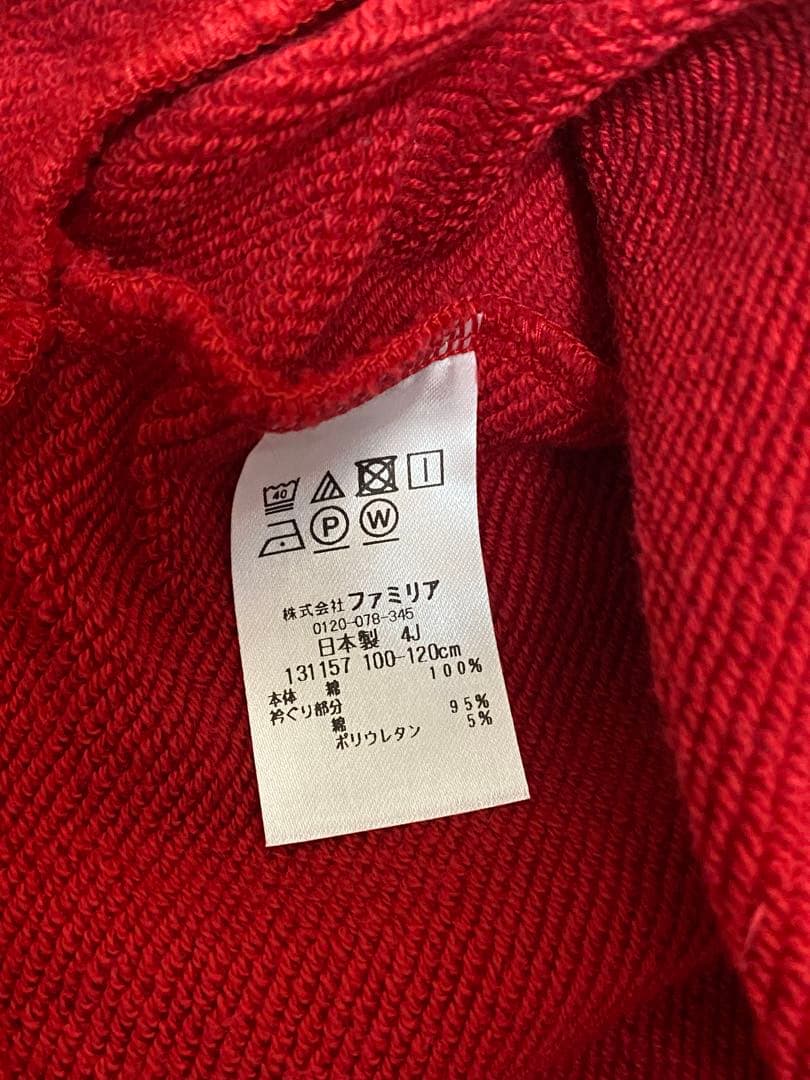 40
P W
株式会社ファミリア
0120-078-345
日本製 4J
131157 100-120cm
本体 綿 100%
衿ぐり部分
綿 95%
ポリウレタン 5%